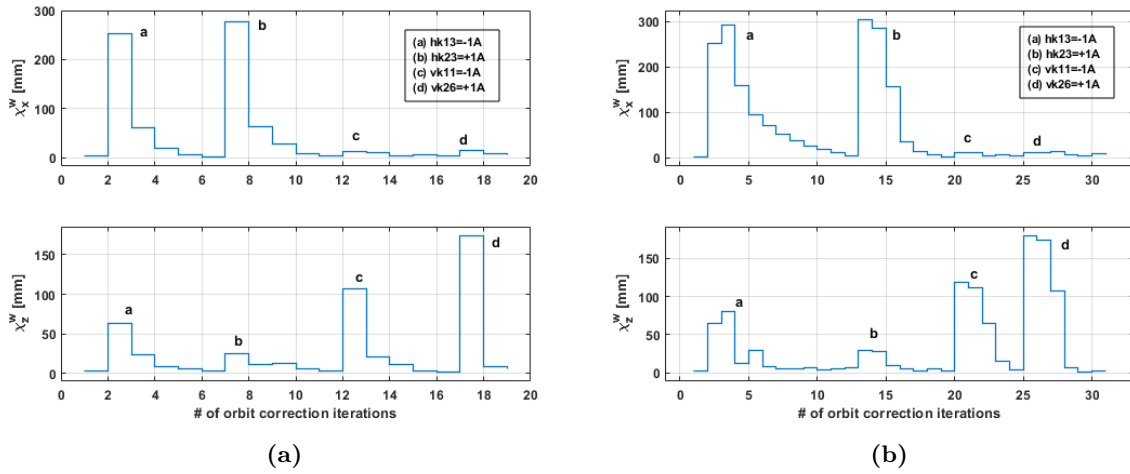 300
200
100
0
χ_x^w [mm]
a
b
c
d
(a) hk13=-1A
(b) hk23=+1A
(c) vk11=-1A
(d) vk26=+1A
0 2 4 6 8 10 12 14 16 18 20
150
100
50
0
χ_z^w [mm]
a
b
c
d
0 2 4 6 8 10 12 14 16 18 20
# of orbit correction iterations
(a)
300
200
100
0
χ_x^w [mm]
a
b
c
d
(a) hk13=-1A
(b) hk23=+1A
(c) vk11=-1A
(d) vk26=+1A
0 5 10 15 20 25 30
150
100
50
0
χ_z^w [mm]
a
b
c
d
0 5 10 15 20 25 30
# of orbit correction iterations
(b)